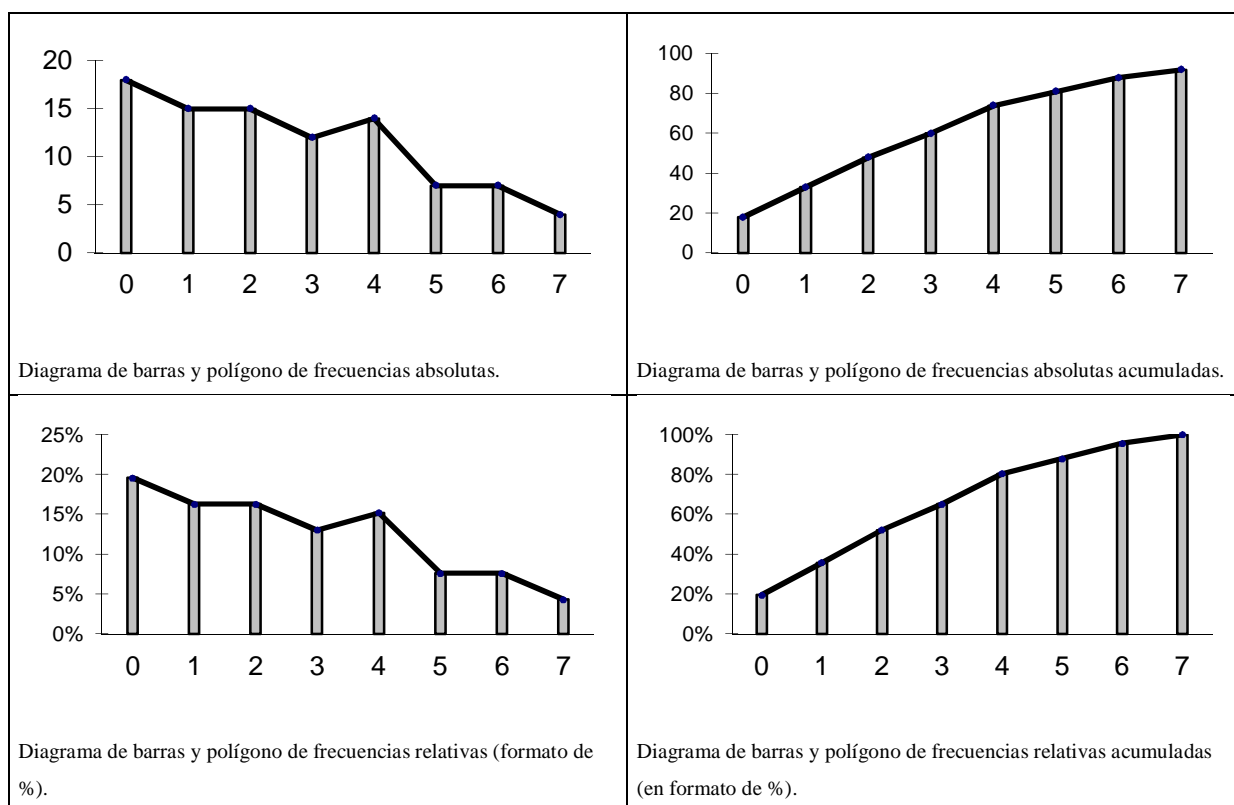 20
15
10
5
0
0 1 2 3 4 5 6 7
Diagrama de barras y polígono de frecuencias absolutas.
100
80
60
40
20
0
0 1 2 3 4 5 6 7
Diagrama de barras y polígono de frecuencias absolutas acumuladas.
25%
20%
15%
10%
5%
0%
0 1 2 3 4 5 6 7
Diagrama de barras y polígono de frecuencias relativas (formato de
%).
100%
80%
60%
40%
20%
0%
0 1 2 3 4 5 6 7
Diagrama de barras y polígono de frecuencias relativas acumuladas
(en formato de %).